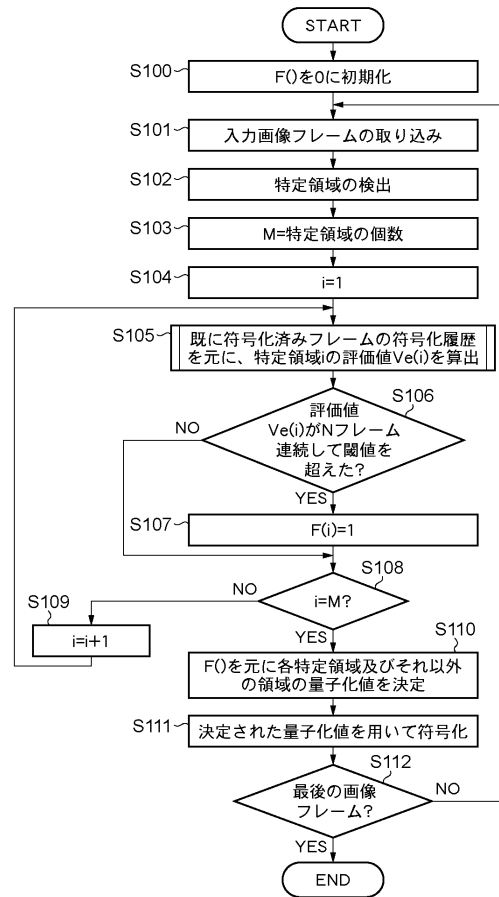 START
S100
F()を0に初期化
S101
入力画像フレームの取り込み
S102
特定領域の検出
S103
M=特定領域の個数
S104
i=1
S105
既に符号化済みフレームの符号化履歴
を元に、特定領域iの評価値Ve(i)を算出
S106
評価値
Ve(i)がNフレーム
連続して閾値を
超えた?
NO
YES
S107
F(i)=1
S108
i=M?
NO
YES
S109
i=i+1
S110
F()を元に各特定領域及びそれ以外
の領域の量子化値を決定
S111
決定された量子化値を用いて符号化
S112
最後の画像
フレーム?
NO
YES
END